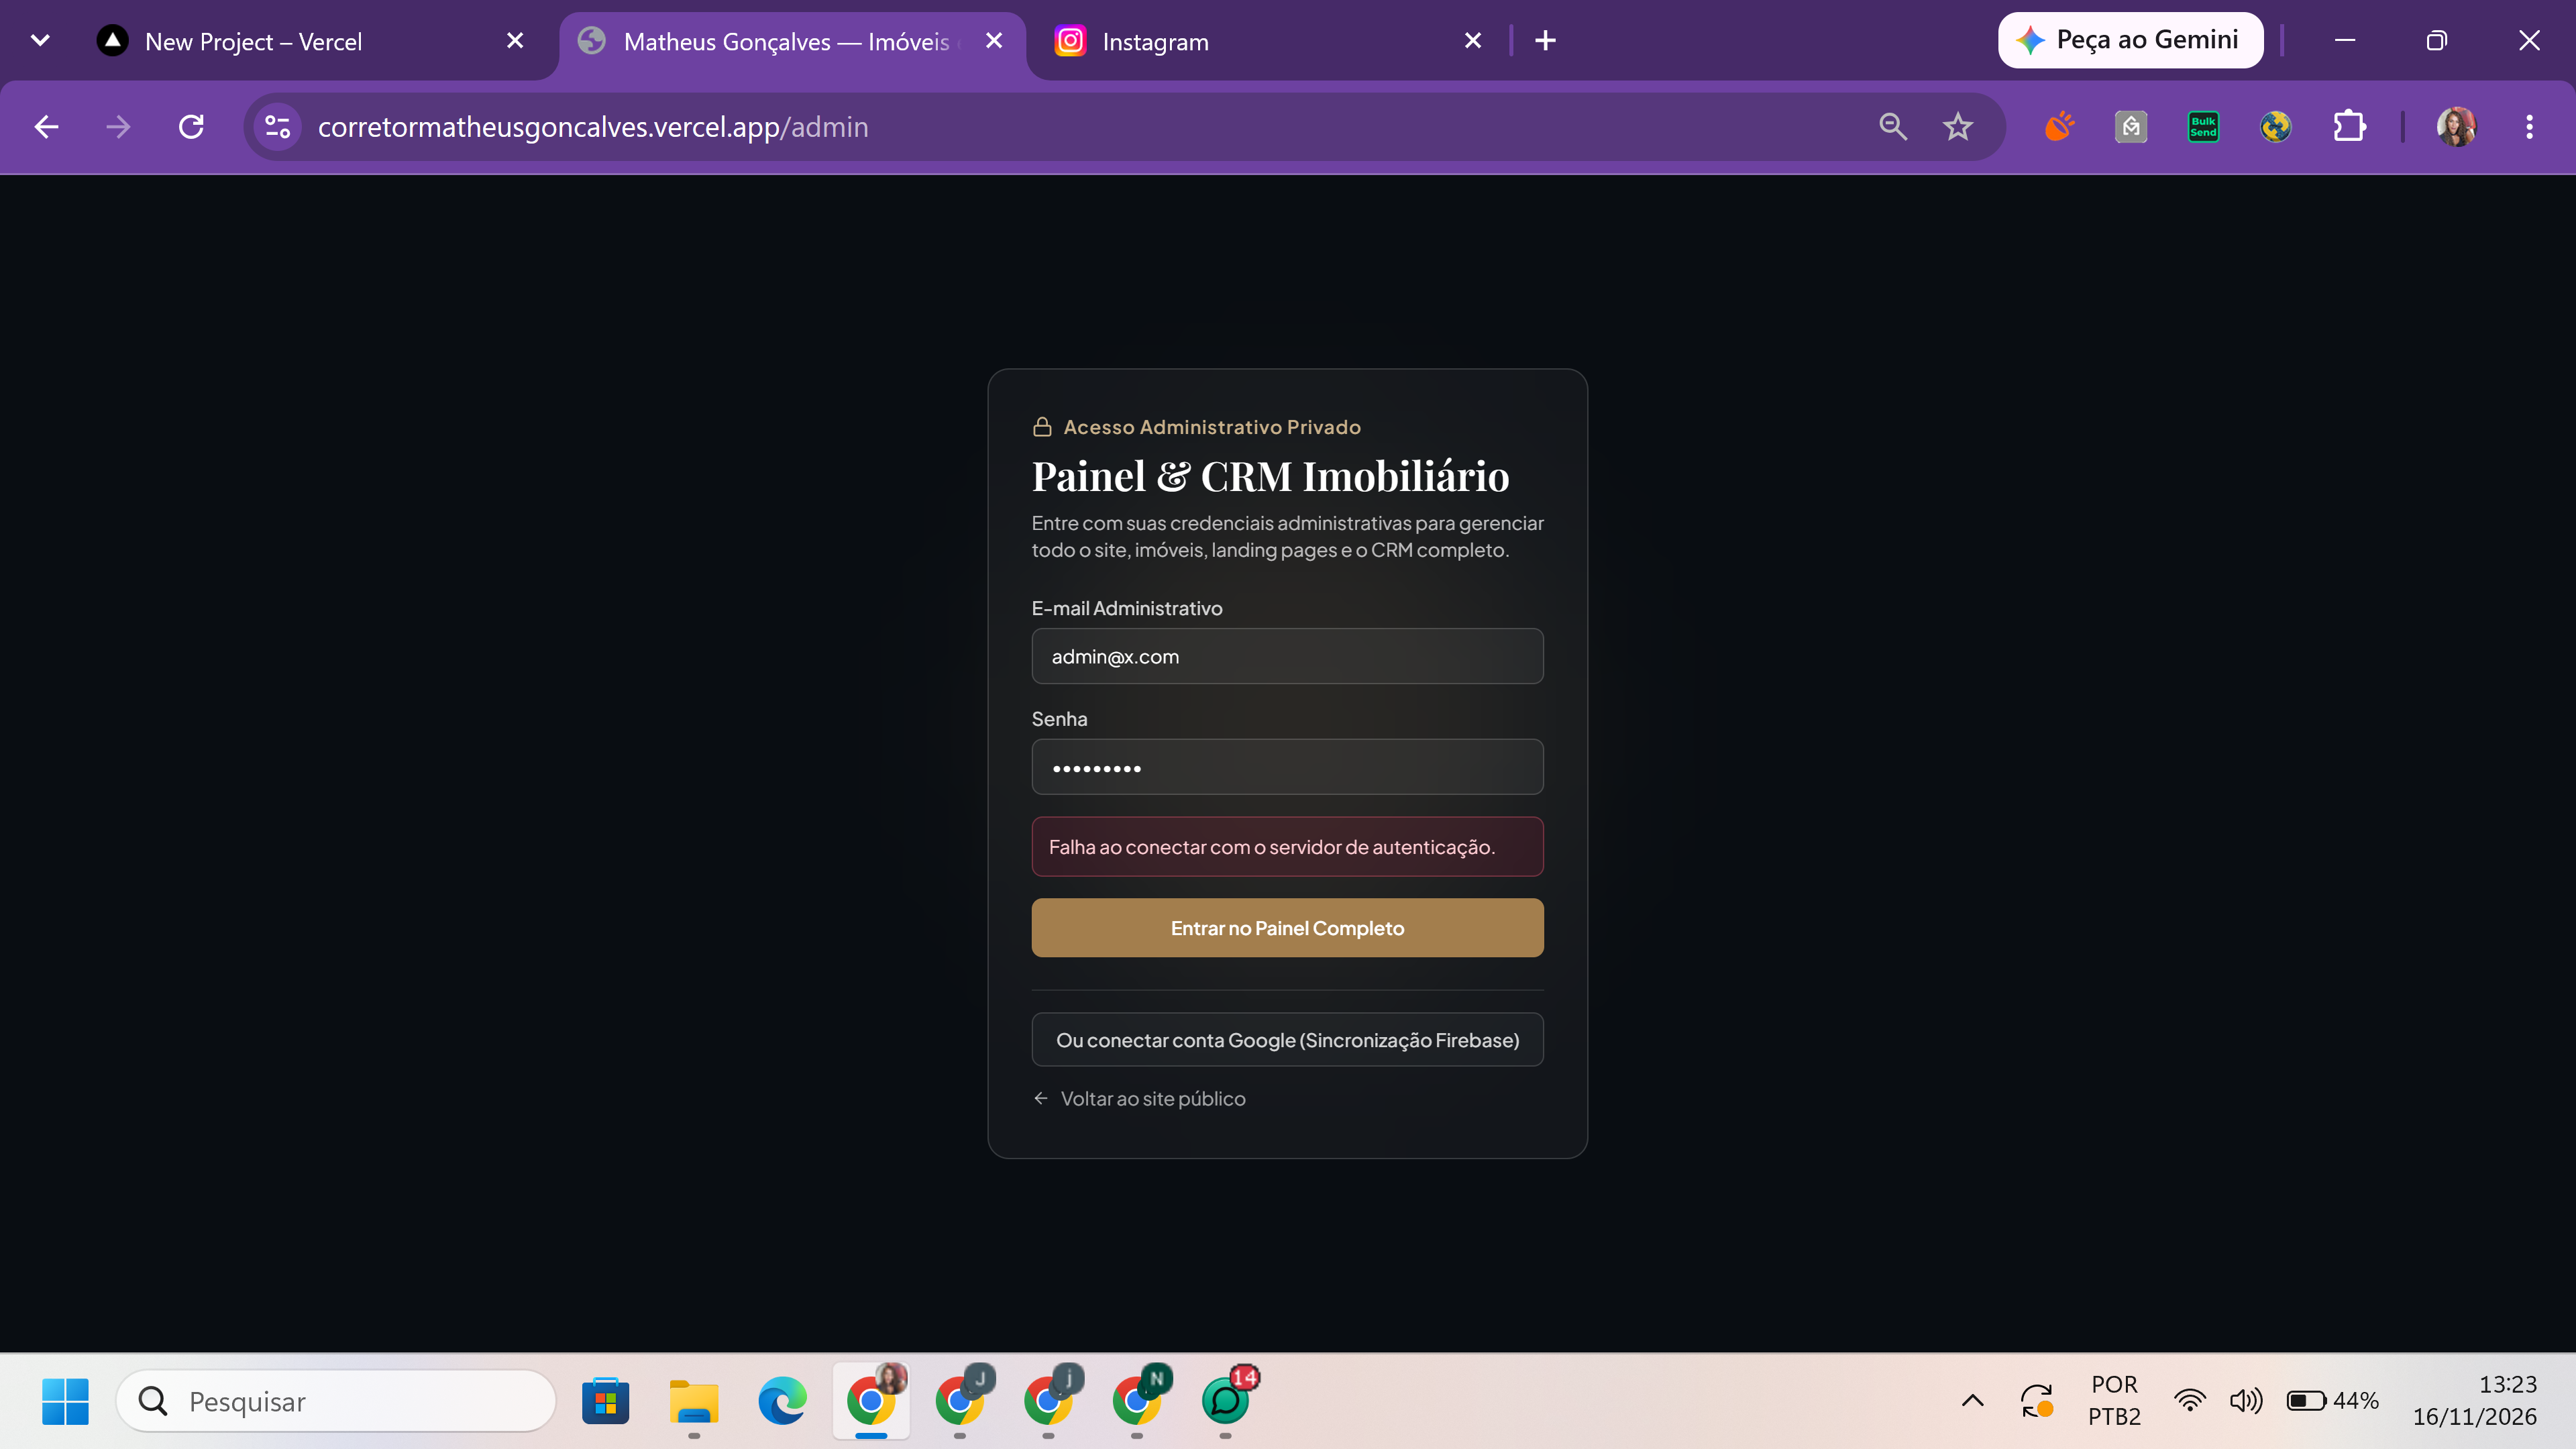 New Project – Vercel
Matheus Gonçalves — Imóveis
Instagram
Peça ao Gemini
corretormatheusgoncalves.vercel.app/admin
Bulk
Send
Acesso Administrativo Privado
Painel & CRM Imobiliário
Entre com suas credenciais administrativas para gerenciar
todo o site, imóveis, landing pages e o CRM completo.
E-mail Administrativo
admin@x.com
Senha
•••••••••
Falha ao conectar com o servidor de autenticação.
Entrar no Painel Completo
Ou conectar conta Google (Sincronização Firebase)
← Voltar ao site público
Pesquisar
J
j
N
14
POR
PTB2
44%
13:23
16/11/2026